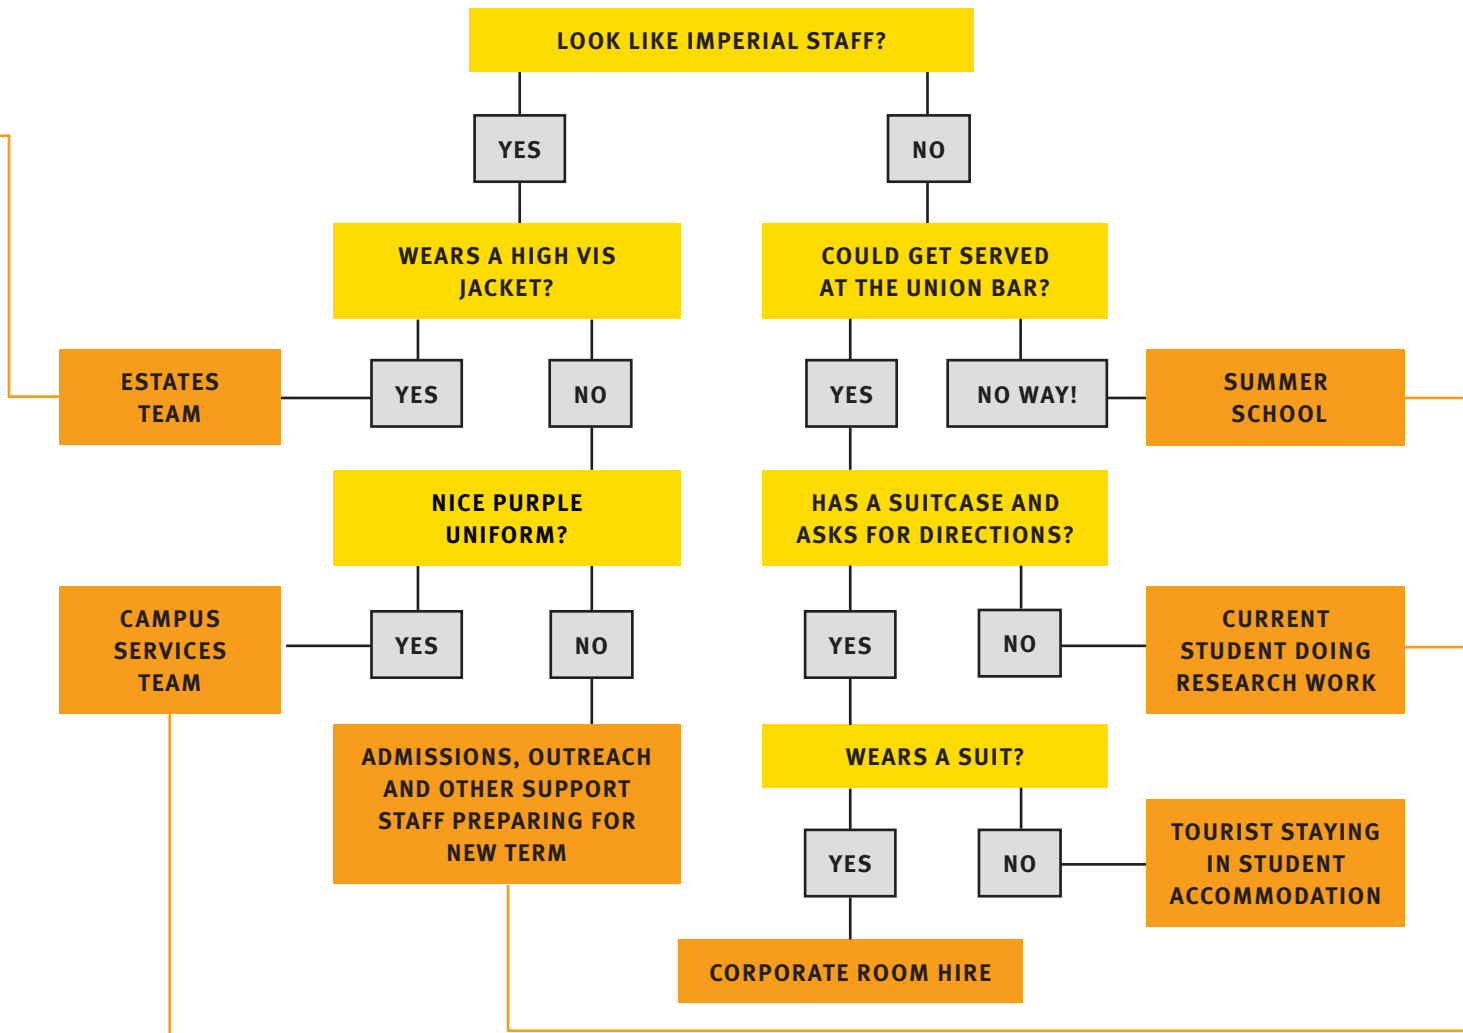 LOOK LIKE IMPERIAL STAFF?
YES
NO
WEARS A HIGH VIS
JACKET?
COULD GET SERVED
AT THE UNION BAR?
ESTATES
TEAM
YES
NO
YES
NO WAY!
SUMMER
SCHOOL
NICE PURPLE
UNIFORM?
HAS A SUITCASE AND
ASKS FOR DIRECTIONS?
CAMPUS
SERVICES
TEAM
YES
NO
YES
NO
CURRENT
STUDENT DOING
RESEARCH WORK
ADMISSIONS, OUTREACH
AND OTHER SUPPORT
STAFF PREPARING FOR
NEW TERM
WEARS A SUIT?
YES
NO
TOURIST STAYING
IN STUDENT
ACCOMMODATION
CORPORATE ROOM HIRE